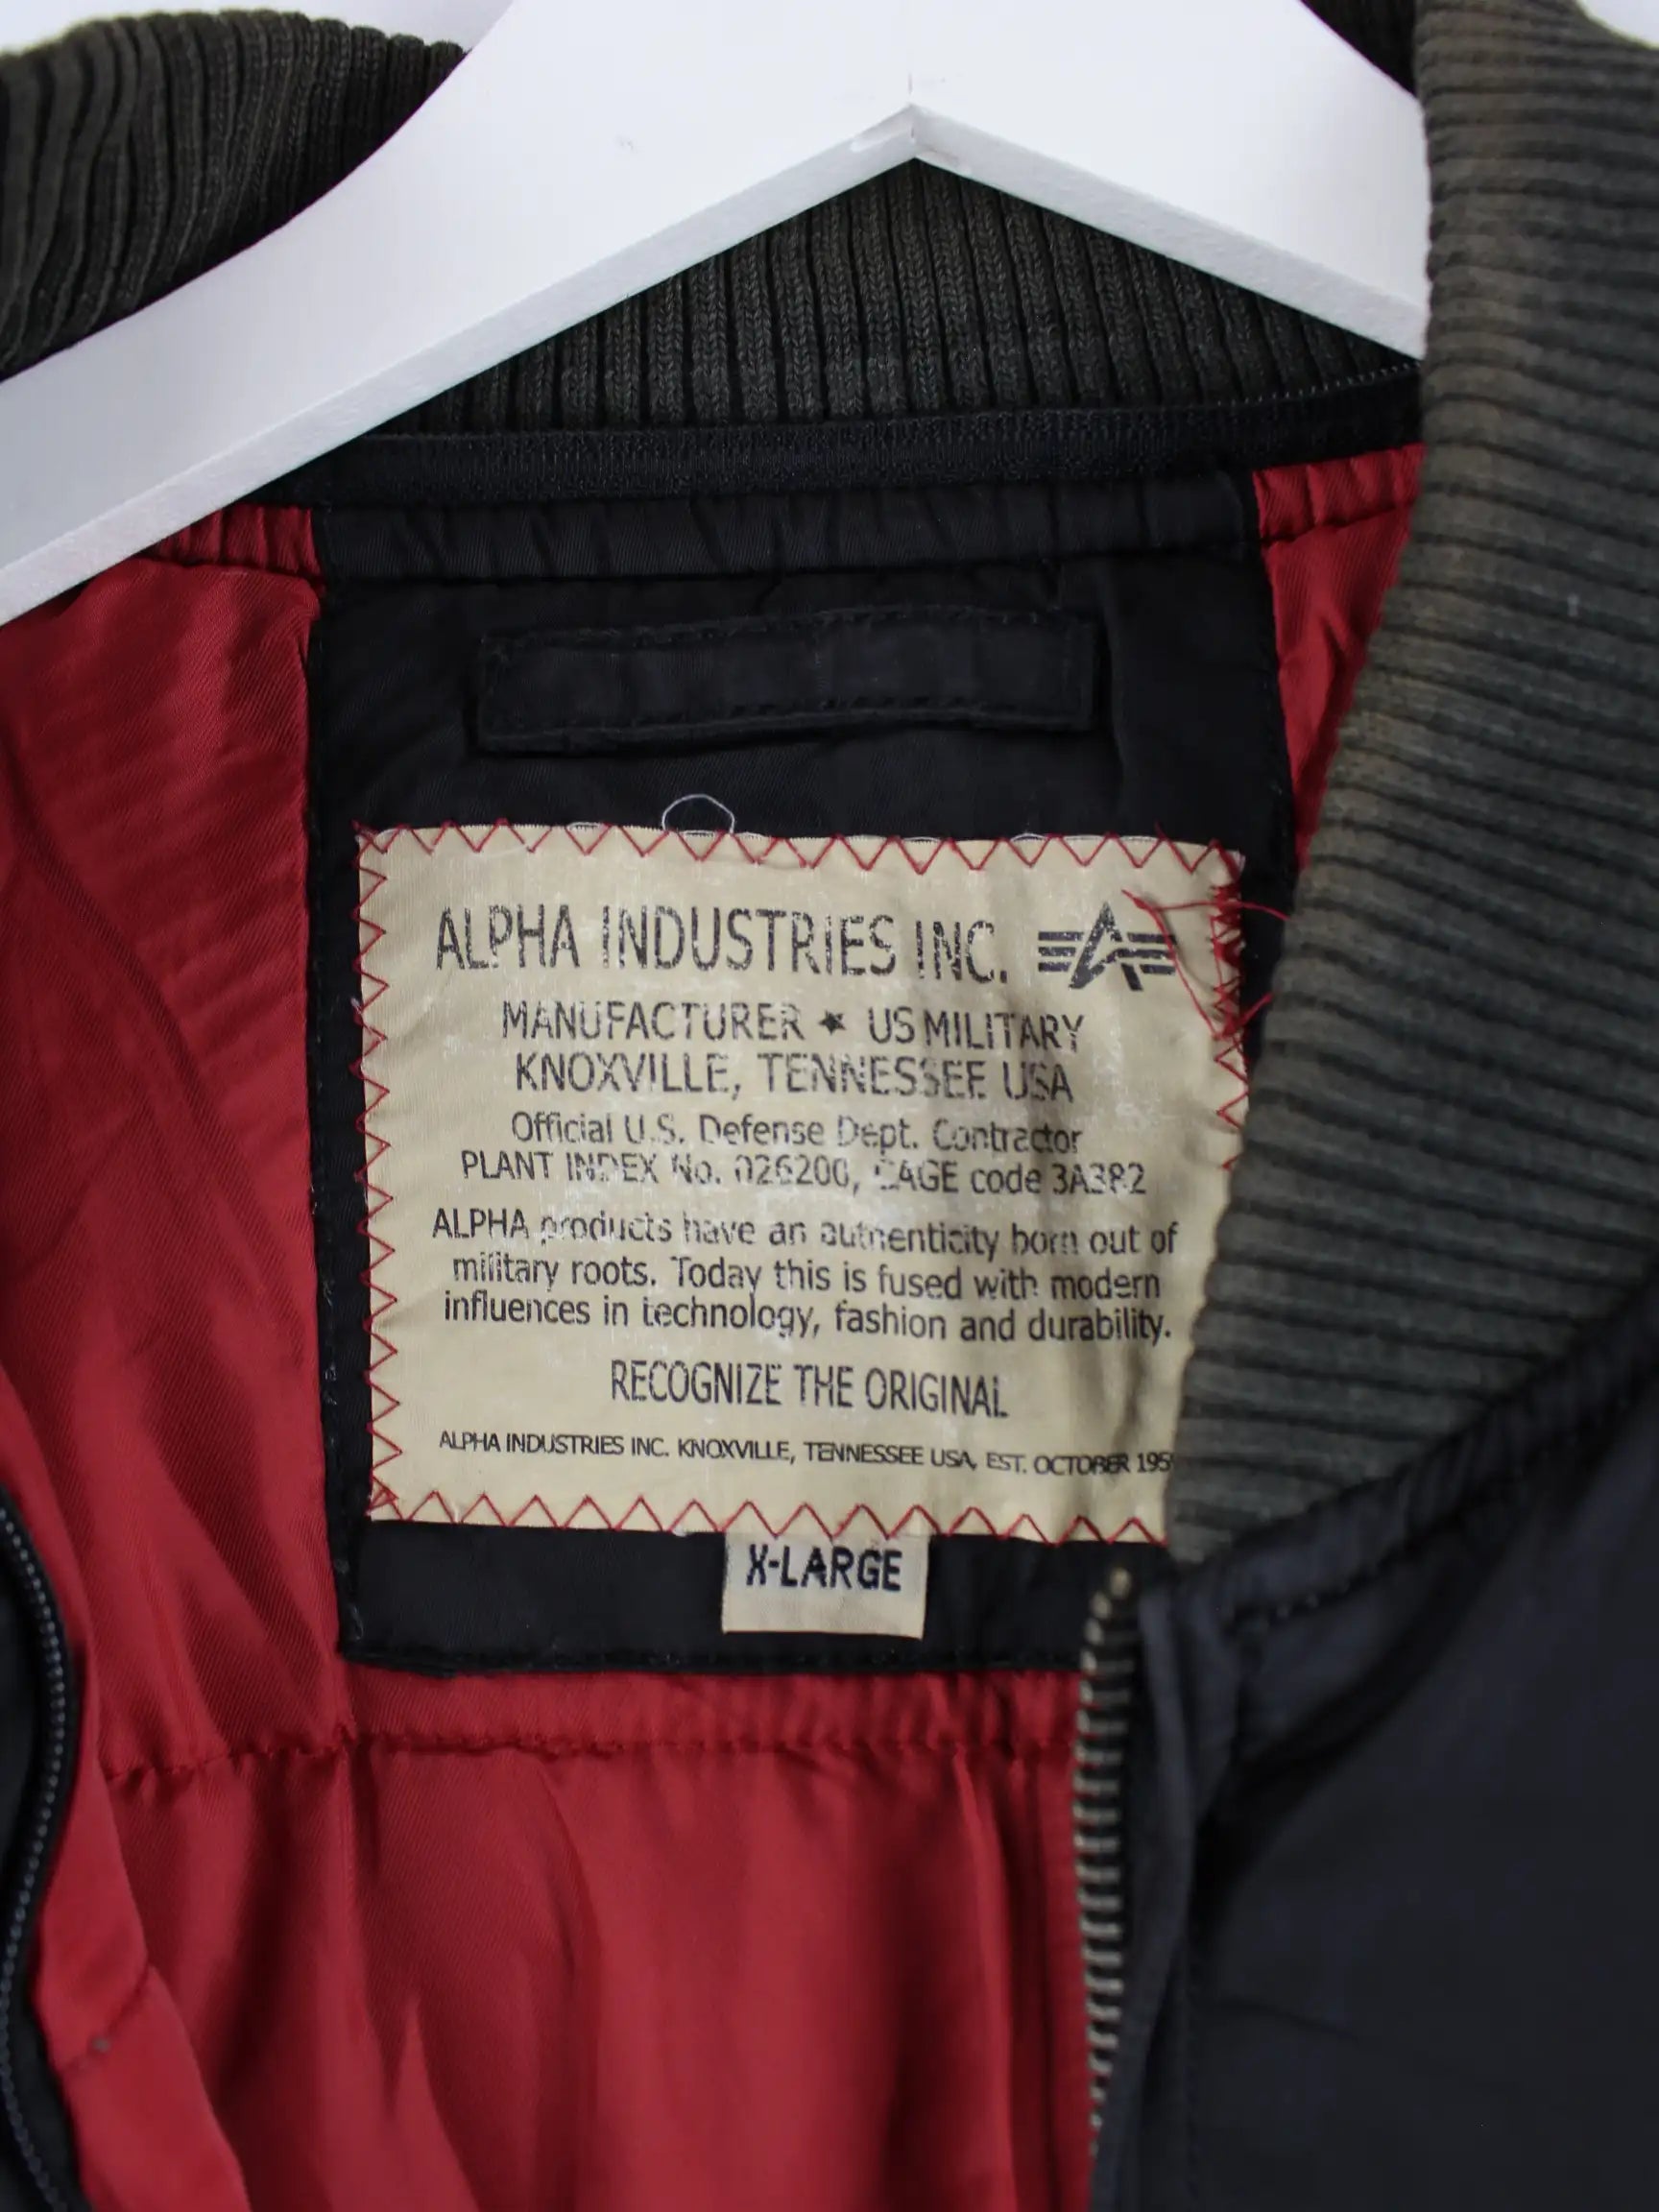 ALPHA INDUSTRIES INC.
MANUFACTURER ★ US MILITARY
KNOXVILLE, TENNESSEE USA
Official U.S. Defense Dept. Contractor
PLANT INDEX No. 026200, CAGE code 3A3R2
ALPHA products have an authenticity born out of
military roots. Today this is fused with modern
influences in technology, fashion and durability.
RECOGNIZE THE ORIGINAL
ALPHA INDUSTRIES INC. KNOXVILLE, TENNESSEE USA, EST. OCTOBER 195
X-LARGE